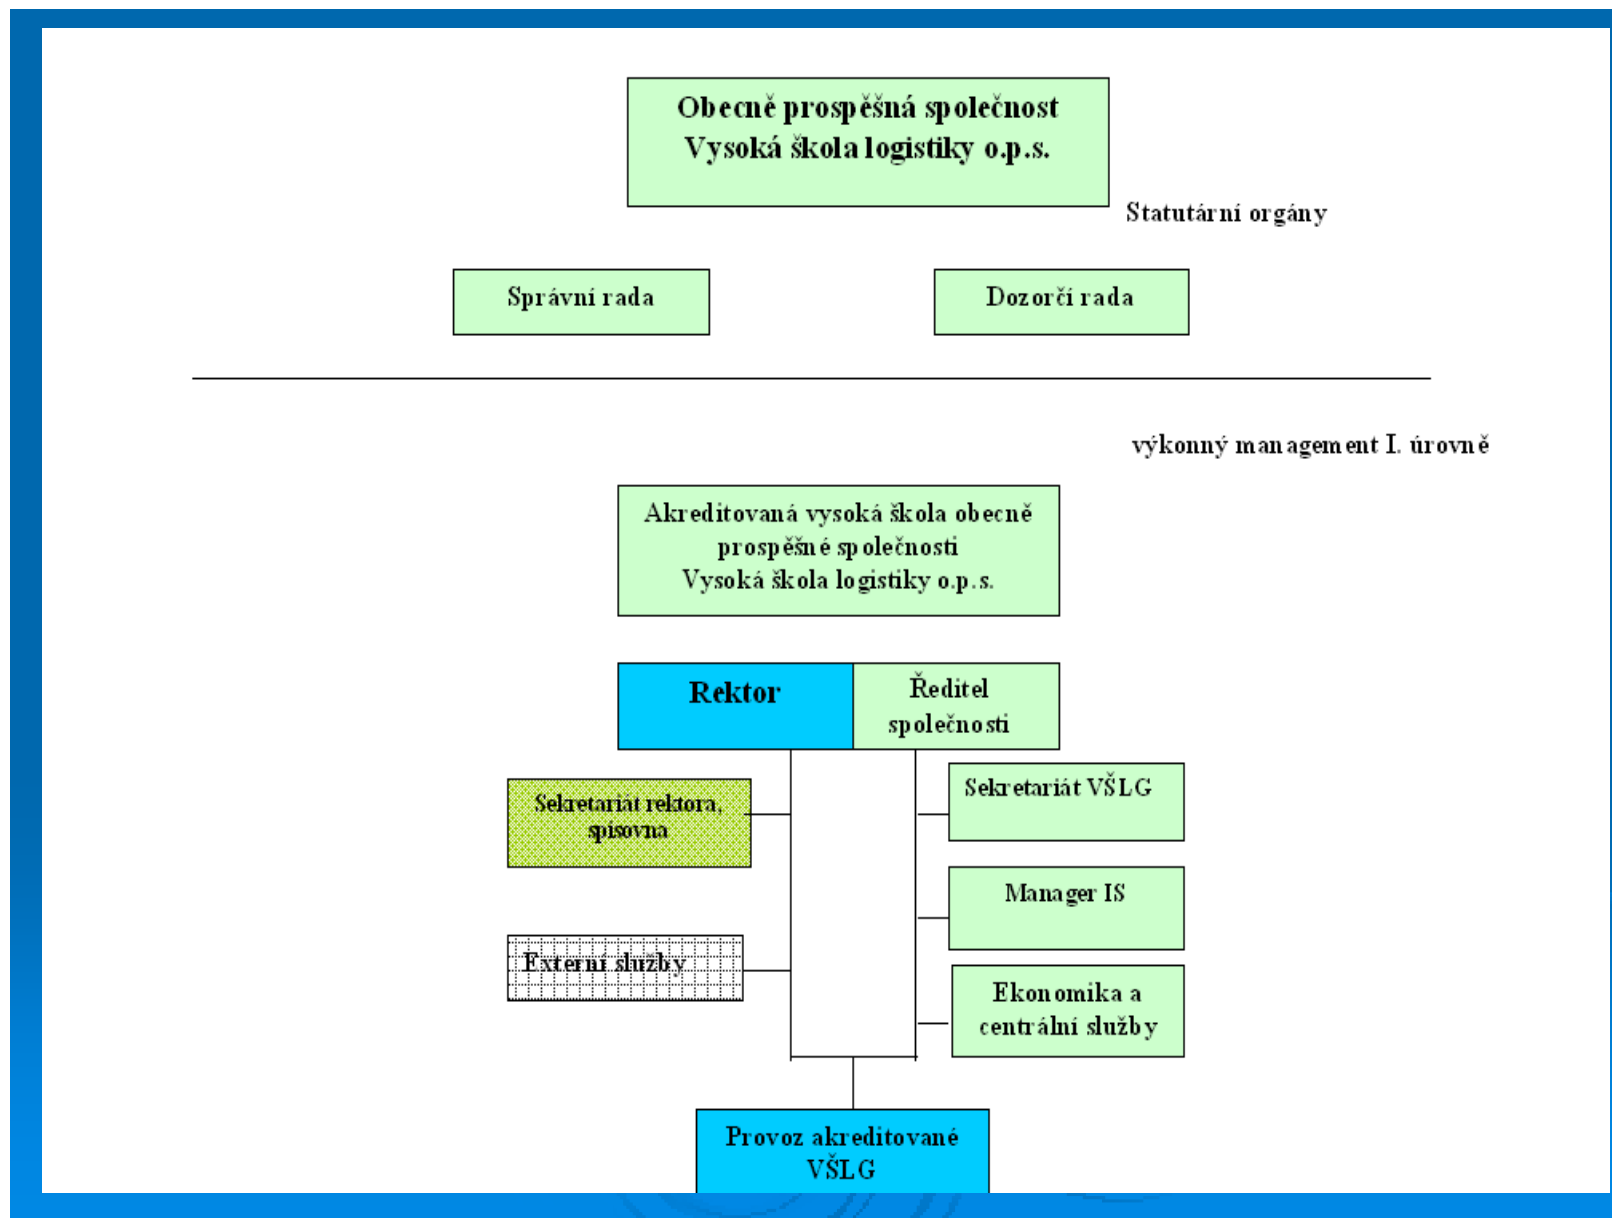 Obecně prospěšná společnost
Vysoká škola logistiky o.p.s.
Statutární orgány
Správní rada
Dozorčí rada
výkonný management I. úrovně
Akreditovaná vysoká škola obecně
prospěšné společnosti
Vysoká škola logistiky o.p.s.
Rektor
Ředitel
společnosti
Sekretariát rektora,
spisovna
Sekretariát VŠLG
Manager IS
Externí služby
Ekonomika a
centrální služby
Provoz akreditované
VŠLG